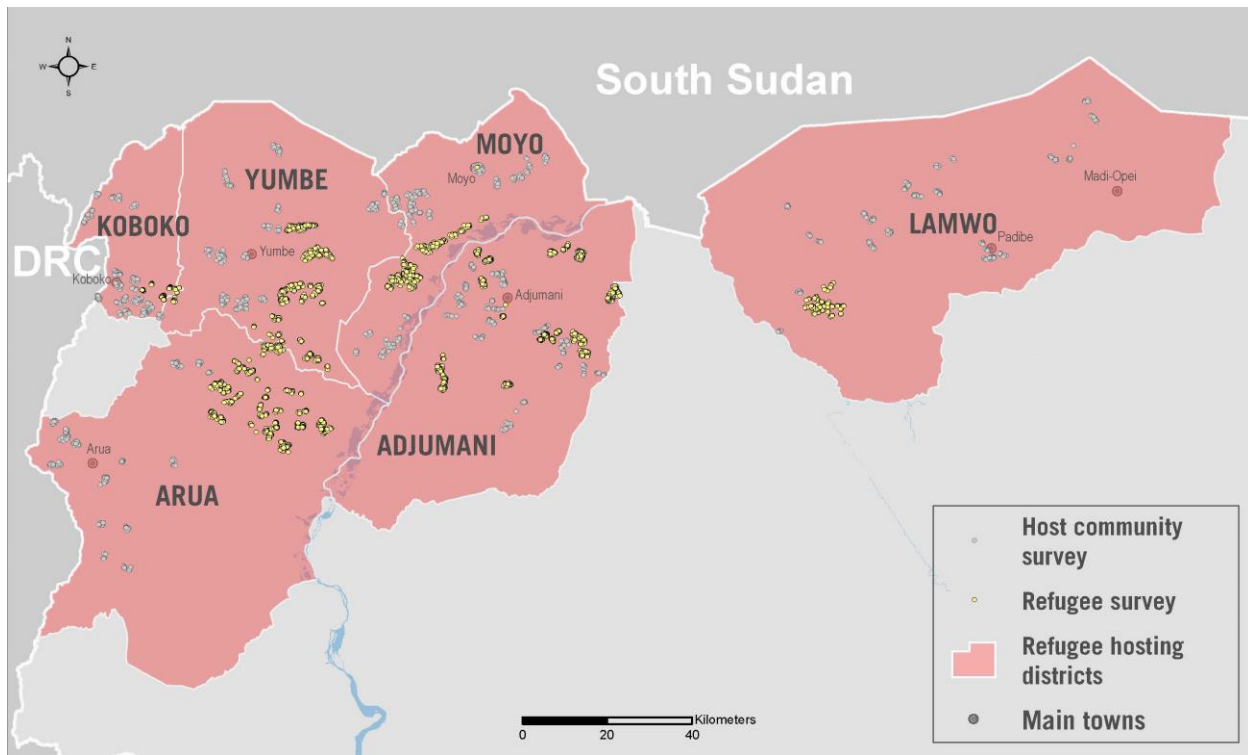 N
W E
S
South Sudan
MOYO
Moyo
YUMBE
Madi-Opei
KOBOKO
LAMWO
Yumbe
Padibe
DRC
Koboko
Adjumani
ADJUMANI
Arua
ARUA
Host community
survey
Refugee survey
Refugee hosting
districts
Main towns
Kilometers
0 20 40